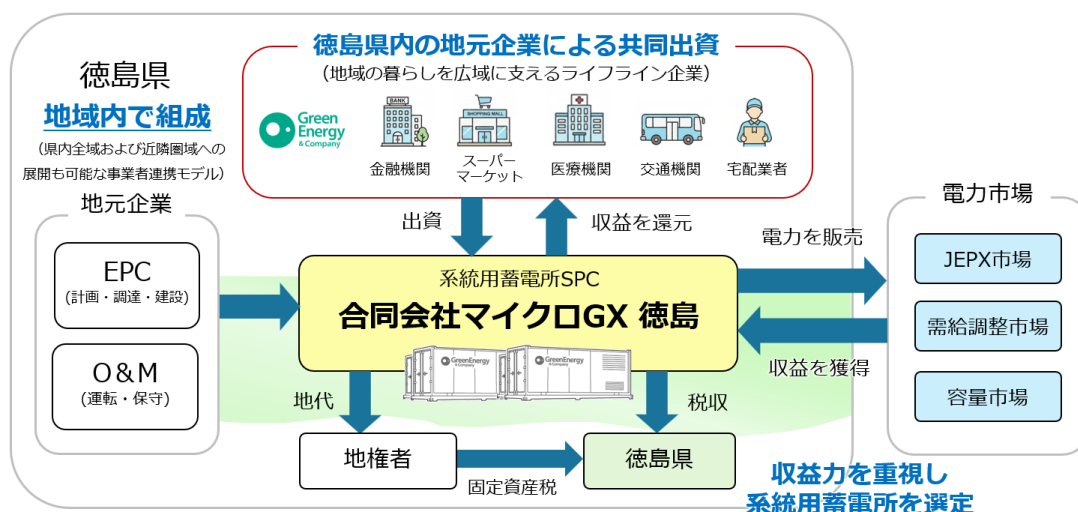 徳島県内の地元企業による共同出資
（地域の暮らしを広域に支えるライフライン企業）
Green
Energy
& Company
BANK
SHOPPING MALL
金融機関
スーパー
マーケット
医療機関
交通機関
宅配業者
徳島県
地域内で組成
（県内全域および近隣圏域への
展開も可能な事業者連携モデル）
地元企業
EPC
(計画・調達・建設)
O&M
(運転・保守)
出資
収益を還元
系統用蓄電所SPC
合同会社マイクロGX 徳島
GreenEnergy
& Company
GreenEnergy
& Company
電力を販売
収益を獲得
電力市場
JEPX市場
需給調整市場
容量市場
地代
税収
地権者
固定資産税
徳島県
収益力を重視し
系統用蓄電所を選定